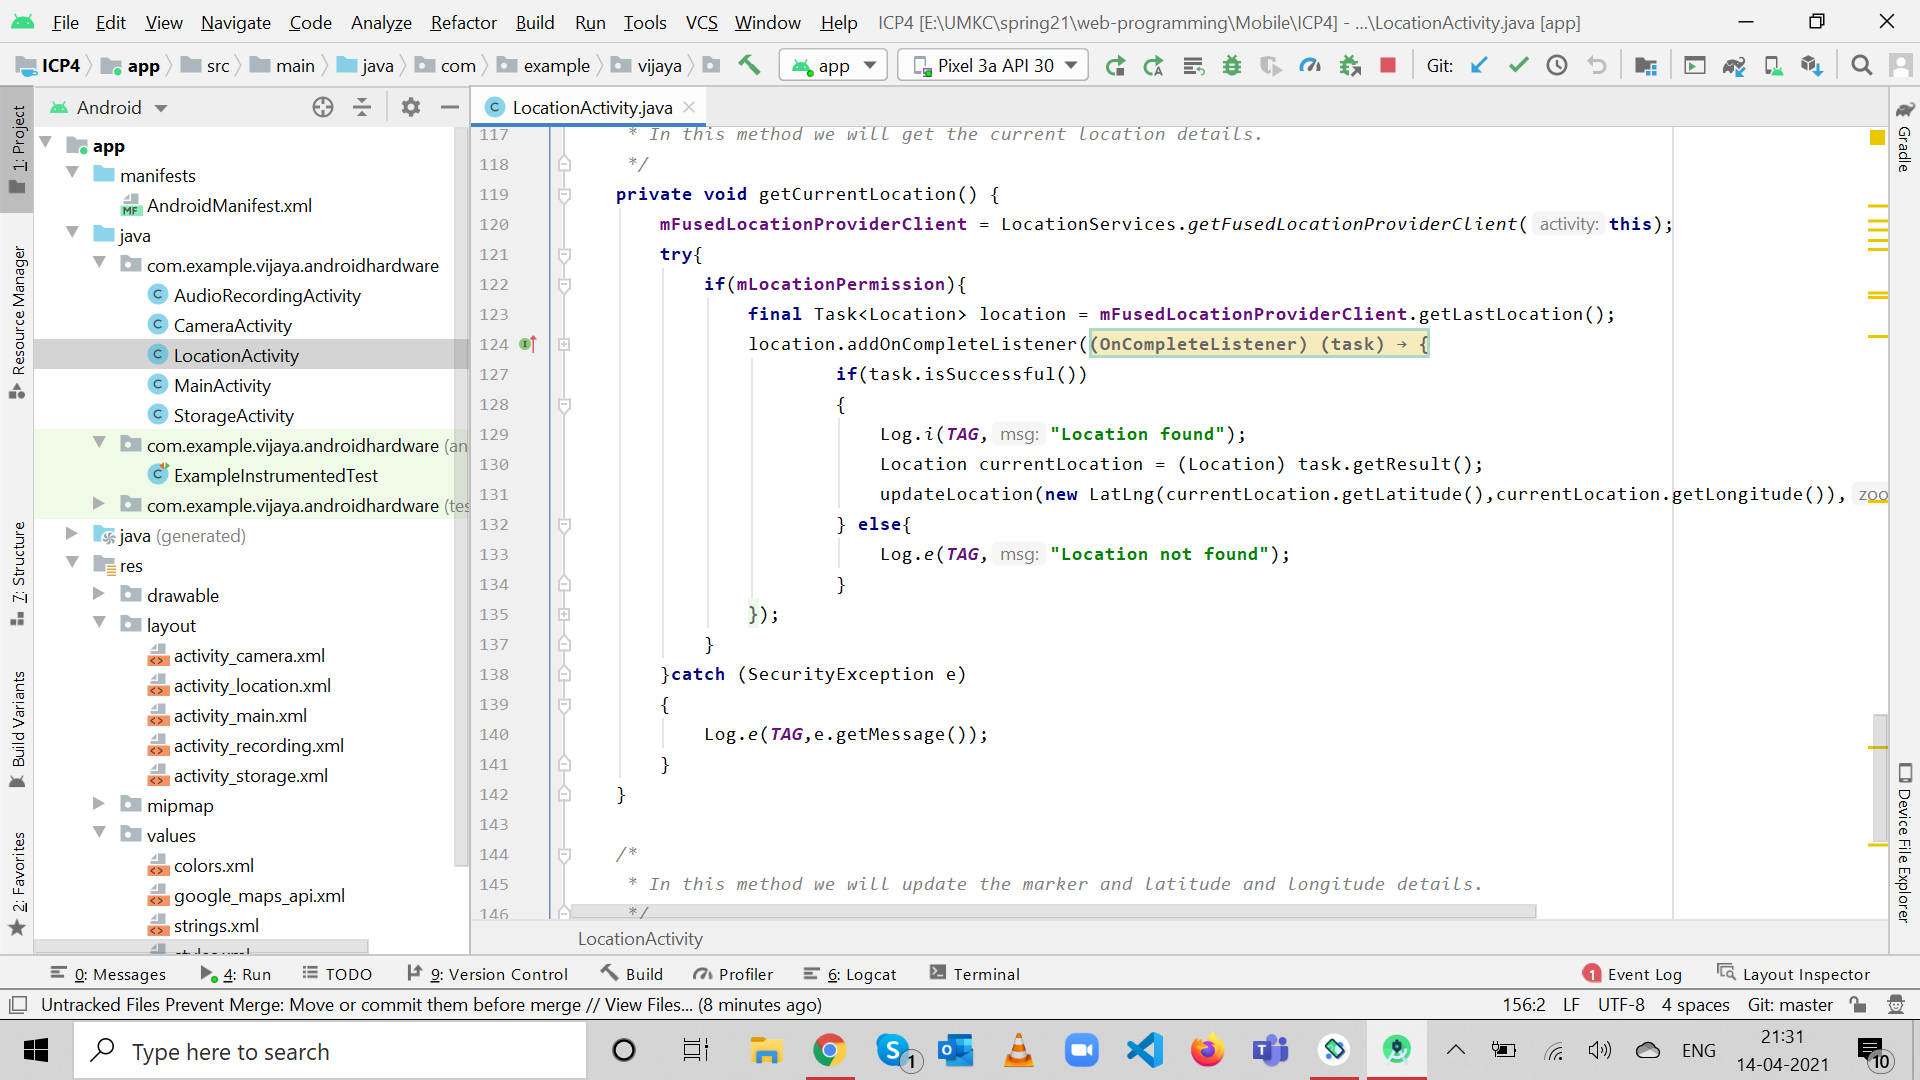 File Edit View Navigate Code Analyze Refactor Build Run Tools VCS Window Help ICP4 [E:\UMKC\spring21\web-programming\Mobile\ICP4] - ...\LocationActivity.java [app]
ICP4 app src main java com example vijaya app Pixel 3a API 30 Git:
Android
LocationActivity.java
1: Project
Resource Manager
7: Structure
Build Variants
2: Favorites
app
manifests
AndroidManifest.xml
java
com.example.vijaya.androidhardware
AudioRecordingActivity
CameraActivity
LocationActivity
MainActivity
StorageActivity
com.example.vijaya.androidhardware (an
ExampleInstrumentedTest
com.example.vijaya.androidhardware (tes
java (generated)
res
drawable
layout
activity_camera.xml
activity_location.xml
activity_main.xml
activity_recording.xml
activity_storage.xml
mipmap
values
colors.xml
google_maps_api.xml
strings.xml
117 * In this method we will get the current location details.
118 */
119 private void getCurrentLocation() {
120 mFusedLocationProviderClient = LocationServices.getFusedLocationProviderClient( activity: this);
121 try{
122 if(mLocationPermission){
123 final Task<Location> location = mFusedLocationProviderClient.getLastLocation();
124 location.addOnCompleteListener((OnCompleteListener) (task) → {
127 if(task.isSuccessful())
128 {
129 Log.i(TAG, msg: "Location found");
130 Location currentLocation = (Location) task.getResult();
131 updateLocation(new LatLng(currentLocation.getLatitude(),currentLocation.getLongitude()), zoo
132 } else{
133 Log.e(TAG, msg: "Location not found");
134 }
135 });
137 }
138 }catch (SecurityException e)
139 {
140 Log.e(TAG,e.getMessage());
141 }
142 }
143
144 /*
145 * In this method we will update the marker and latitude and longitude details.
146 */
LocationActivity
Gradle
Device File Explorer
0: Messages 4: Run TODO 9: Version Control Build Profiler 6: Logcat Terminal 1 Event Log Layout Inspector
Untracked Files Prevent Merge: Move or commit them before merge // View Files... (8 minutes ago) 156:2 LF UTF-8 4 spaces Git: master
Type here to search 1 ENG 21:31
14-04-2021 10